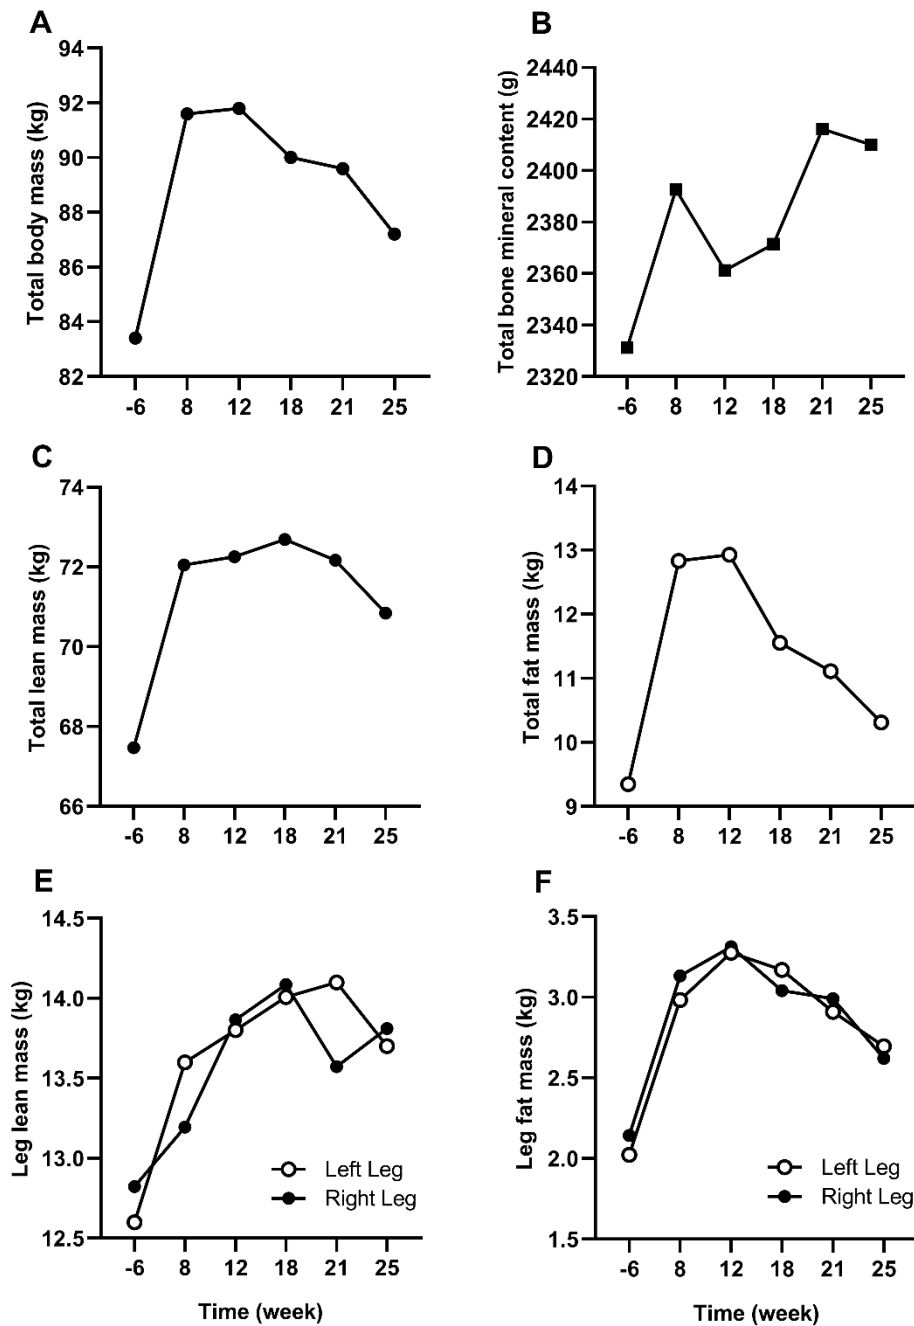 A
Total body mass (kg)
94
92
90
88
86
84
82
-6 8 12 18 21 25
B
Total bone mineral content (g)
2440
2420
2400
2380
2360
2340
2320
-6 8 12 18 21 25
C
Total lean mass (kg)
74
72
70
68
66
-6 8 12 18 21 25
D
Total fat mass (kg)
14
13
12
11
10
9
-6 8 12 18 21 25
E
Leg lean mass (kg)
14.5
14.0
13.5
13.0
12.5
Left Leg
Right Leg
-6 8 12 18 21 25
Time (week)
F
Leg fat mass (kg)
3.5
3.0
2.5
2.0
1.5
Left Leg
Right Leg
-6 8 12 18 21 25
Time (week)